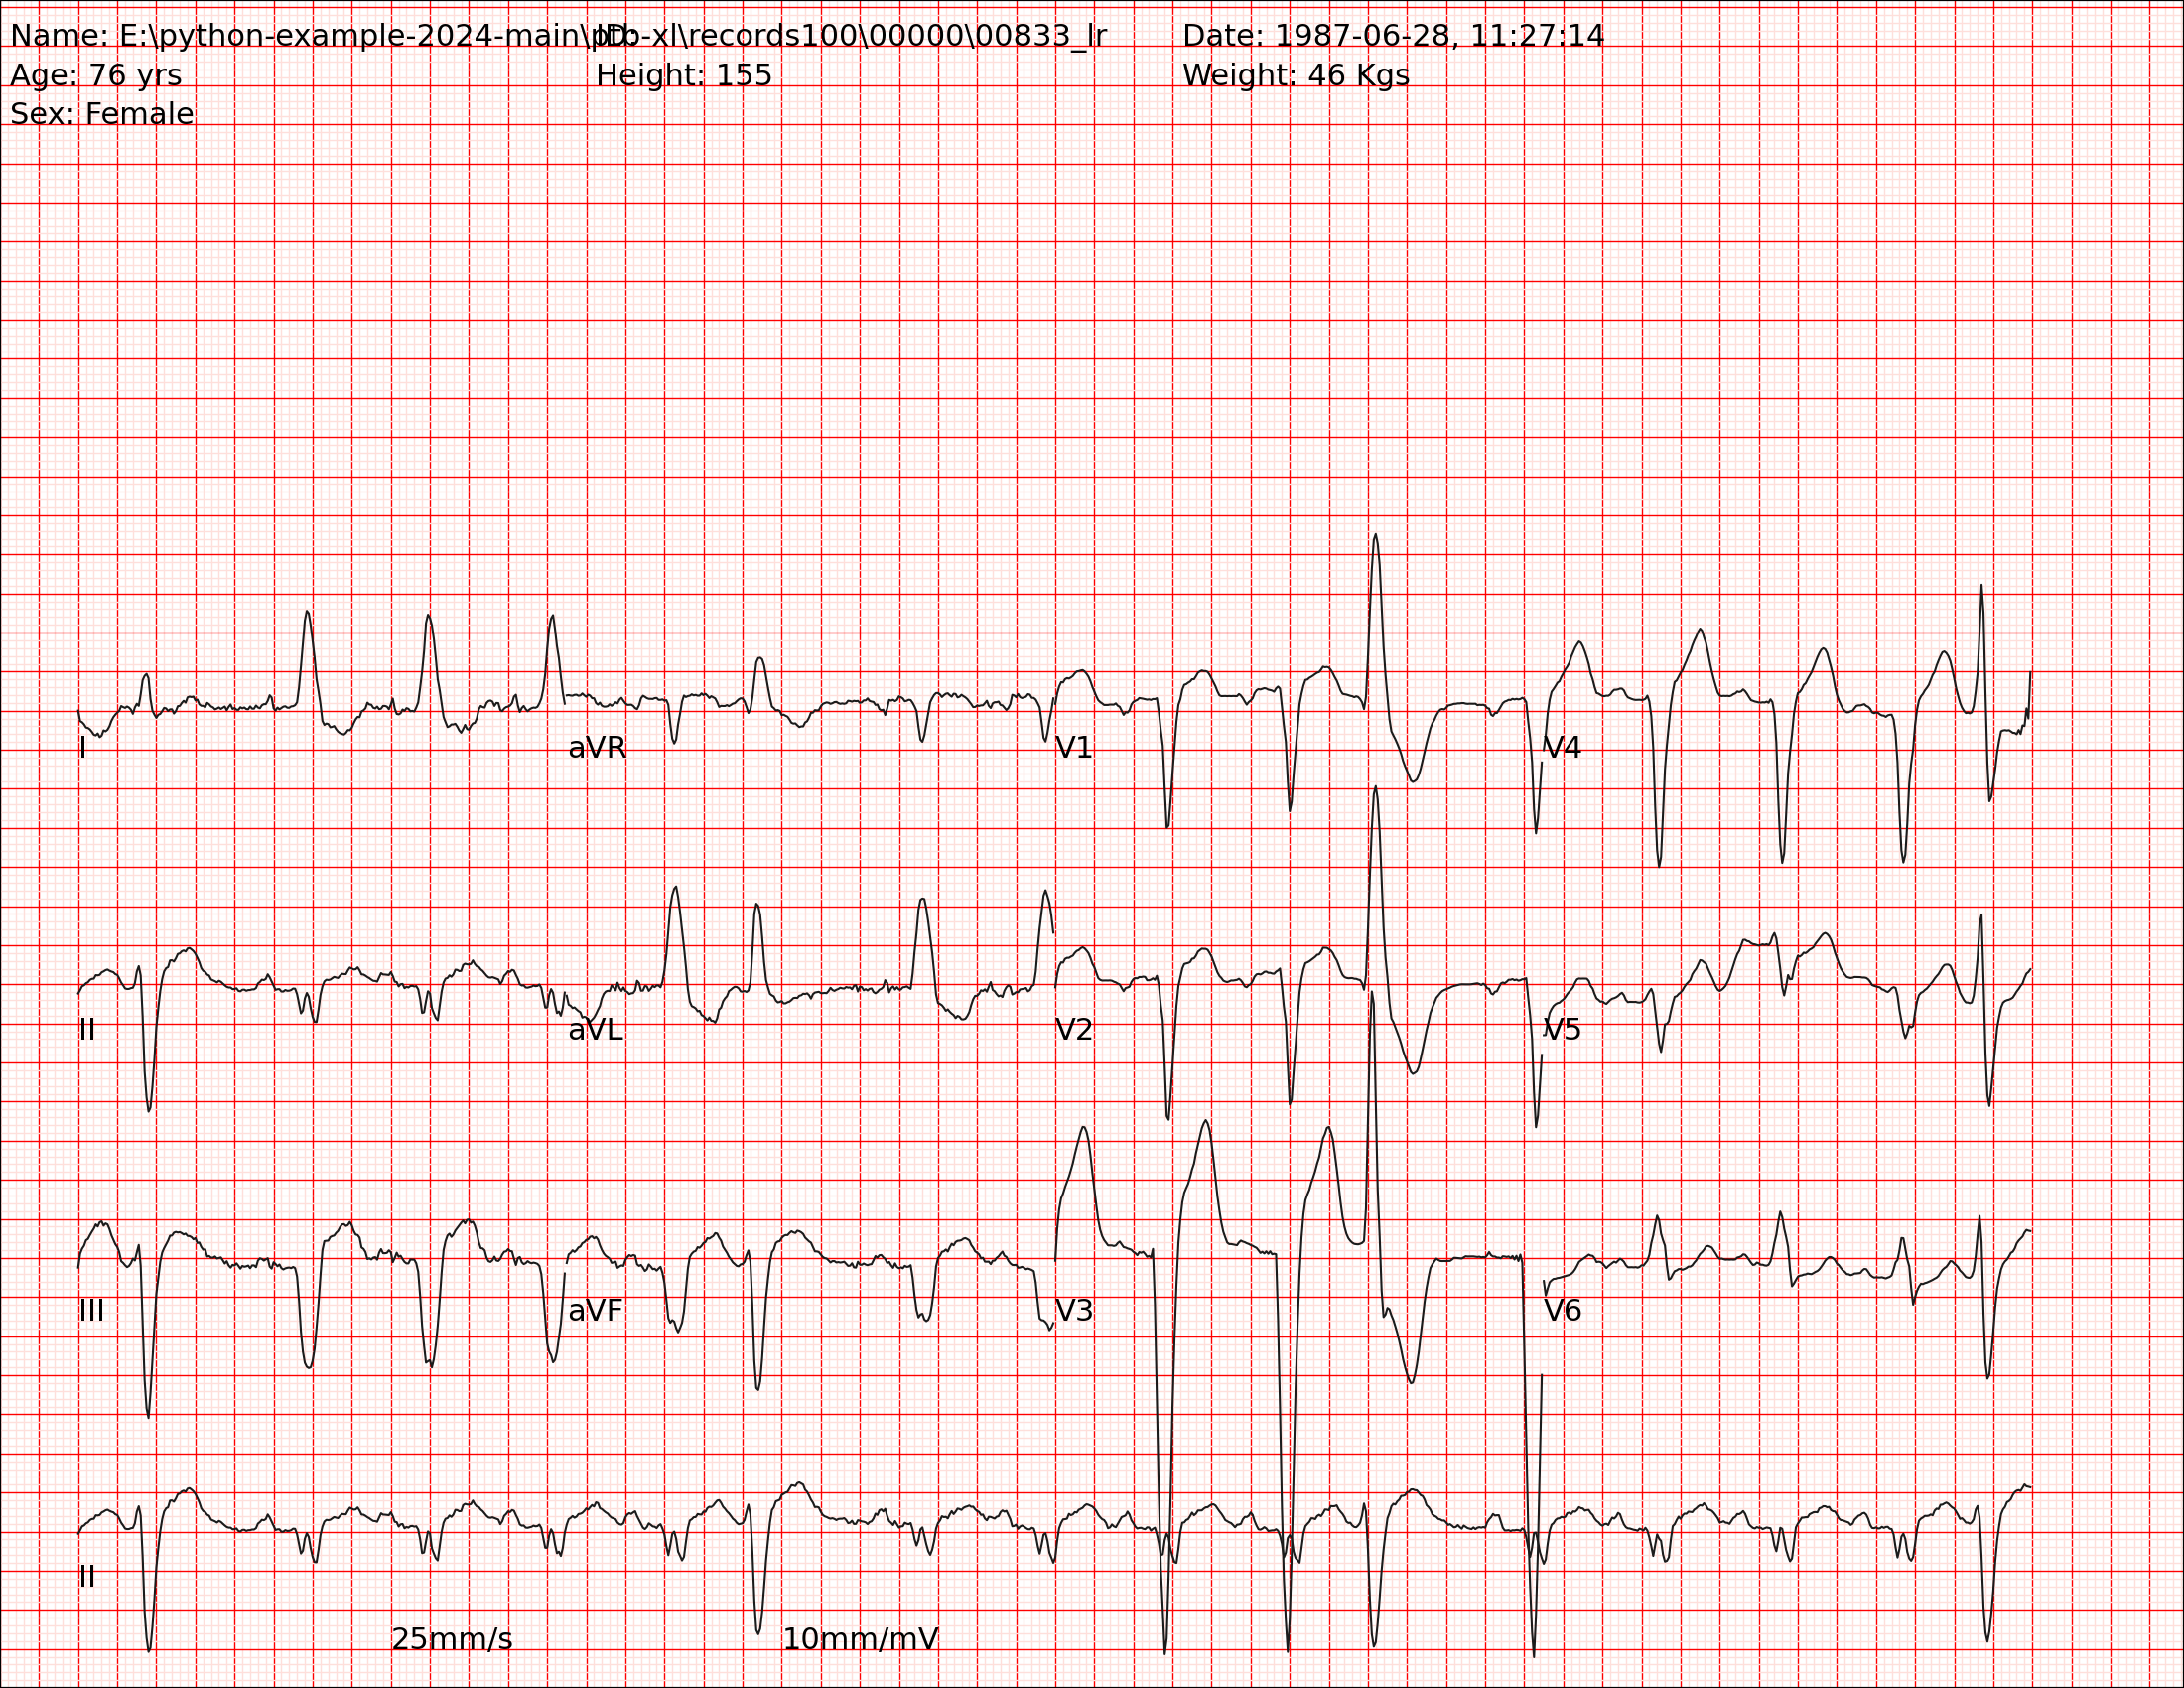 Name: E:\python-example-2024-main\ptb-xl\records100\00000\00833_lr ID: Date: 1987-06-28, 11:27:14
Age: 76 yrs Height: 155 Weight: 46 Kgs
Sex: Female
I aVR V1 V4
II aVL V2 V5
III aVF V3 V6
II
25mm/s 10mm/mV